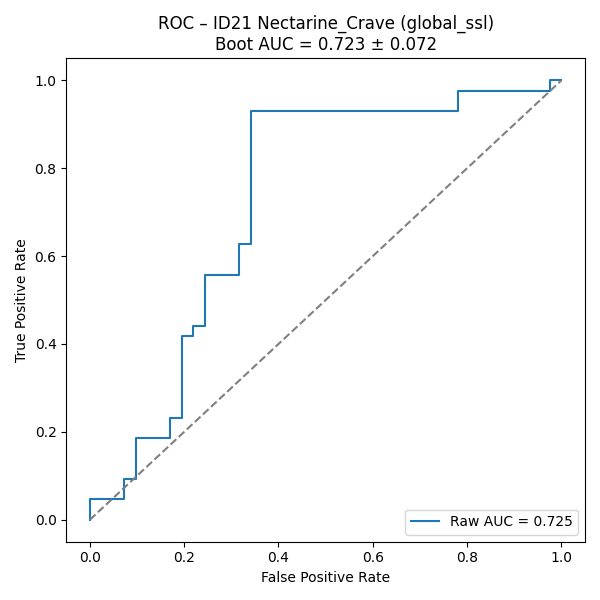 ROC – ID21 Nectarine_Crave (global_ssl)
Boot AUC = 0.723 ± 0.072
1.0
0.8
0.6
0.4
0.2
0.0
True Positive Rate
Raw AUC = 0.725
0.0 0.2 0.4 0.6 0.8 1.0
False Positive Rate